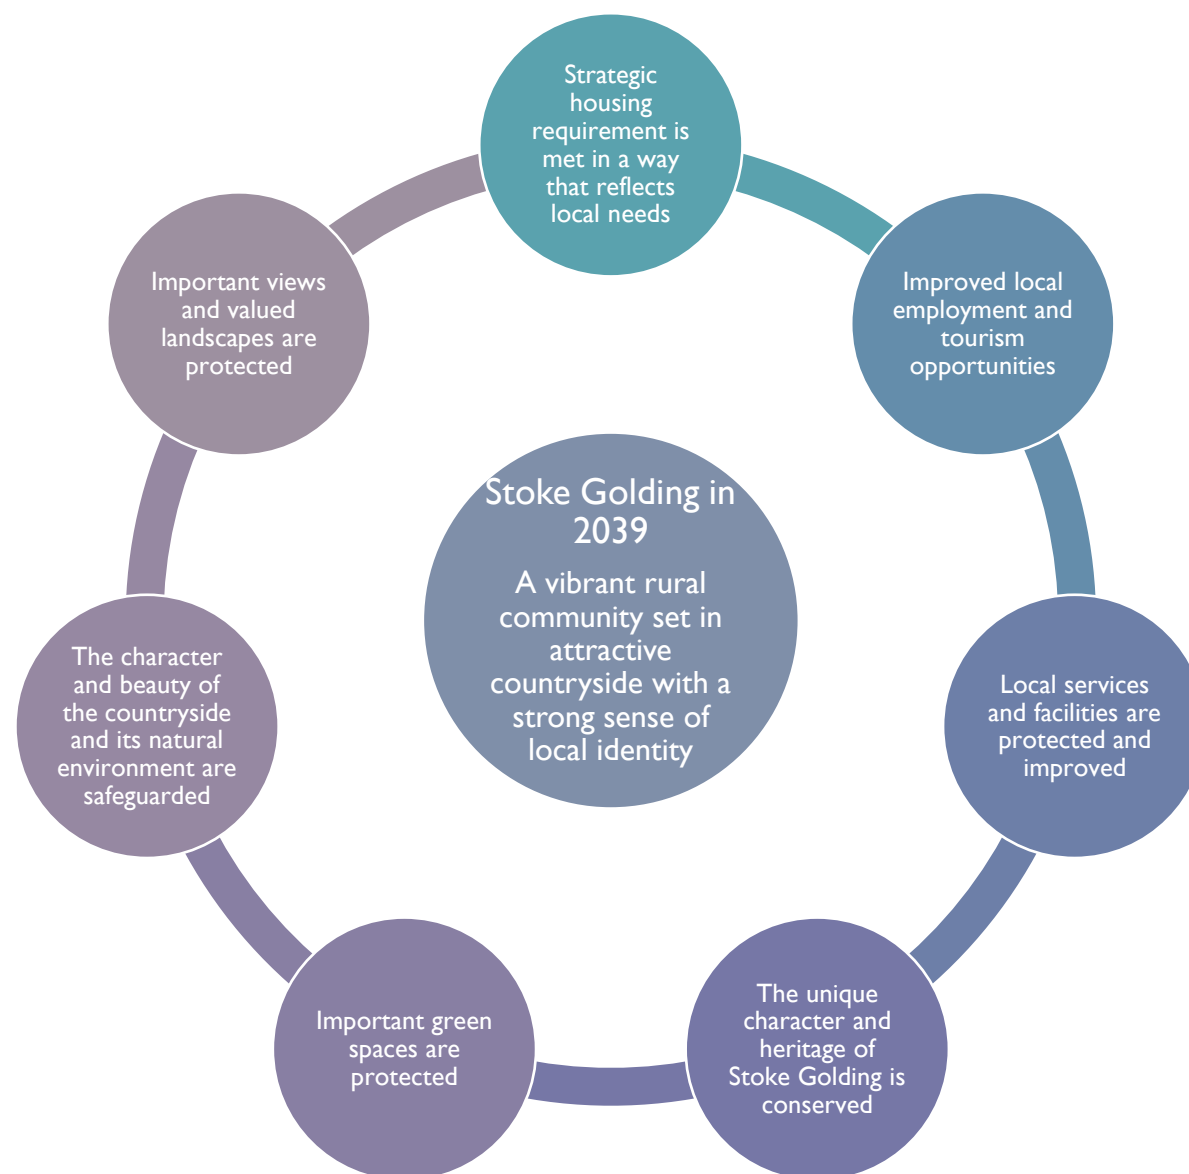 Strategic
housing
requirement is
met in a way
that reflects
local needs
Improved local
employment and
tourism
opportunities
Local services
and facilities are
protected and
improved
The unique
character and
heritage of
Stoke Golding is
conserved
Important green
spaces are
protected
The character
and beauty of
the countryside
and its natural
environment are
safeguarded
Important views
and valued
landscapes are
protected
Stoke Golding in
2039
A vibrant rural
community set in
attractive
countryside with a
strong sense of
local identity